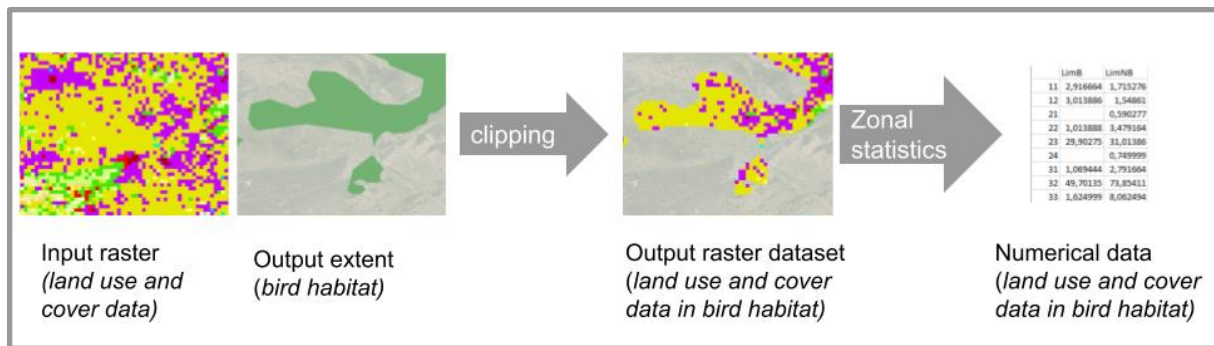 clipping
Zonal
statistics
LimB LimNB
11 2,916664 1,715276
12 3,013886 1,54861
21 0,590277
22 1,013888 3,479164
23 29,90275 31,01386
24 0,749999
31 1,069444 2,791664
32 49,70135 73,85411
33 1,624999 8,062494
Input raster
(land use and
cover data)
Output extent
(bird habitat)
Output raster dataset
(land use and cover
data in bird habitat)
Numerical data
(land use and cover
data in bird habitat)